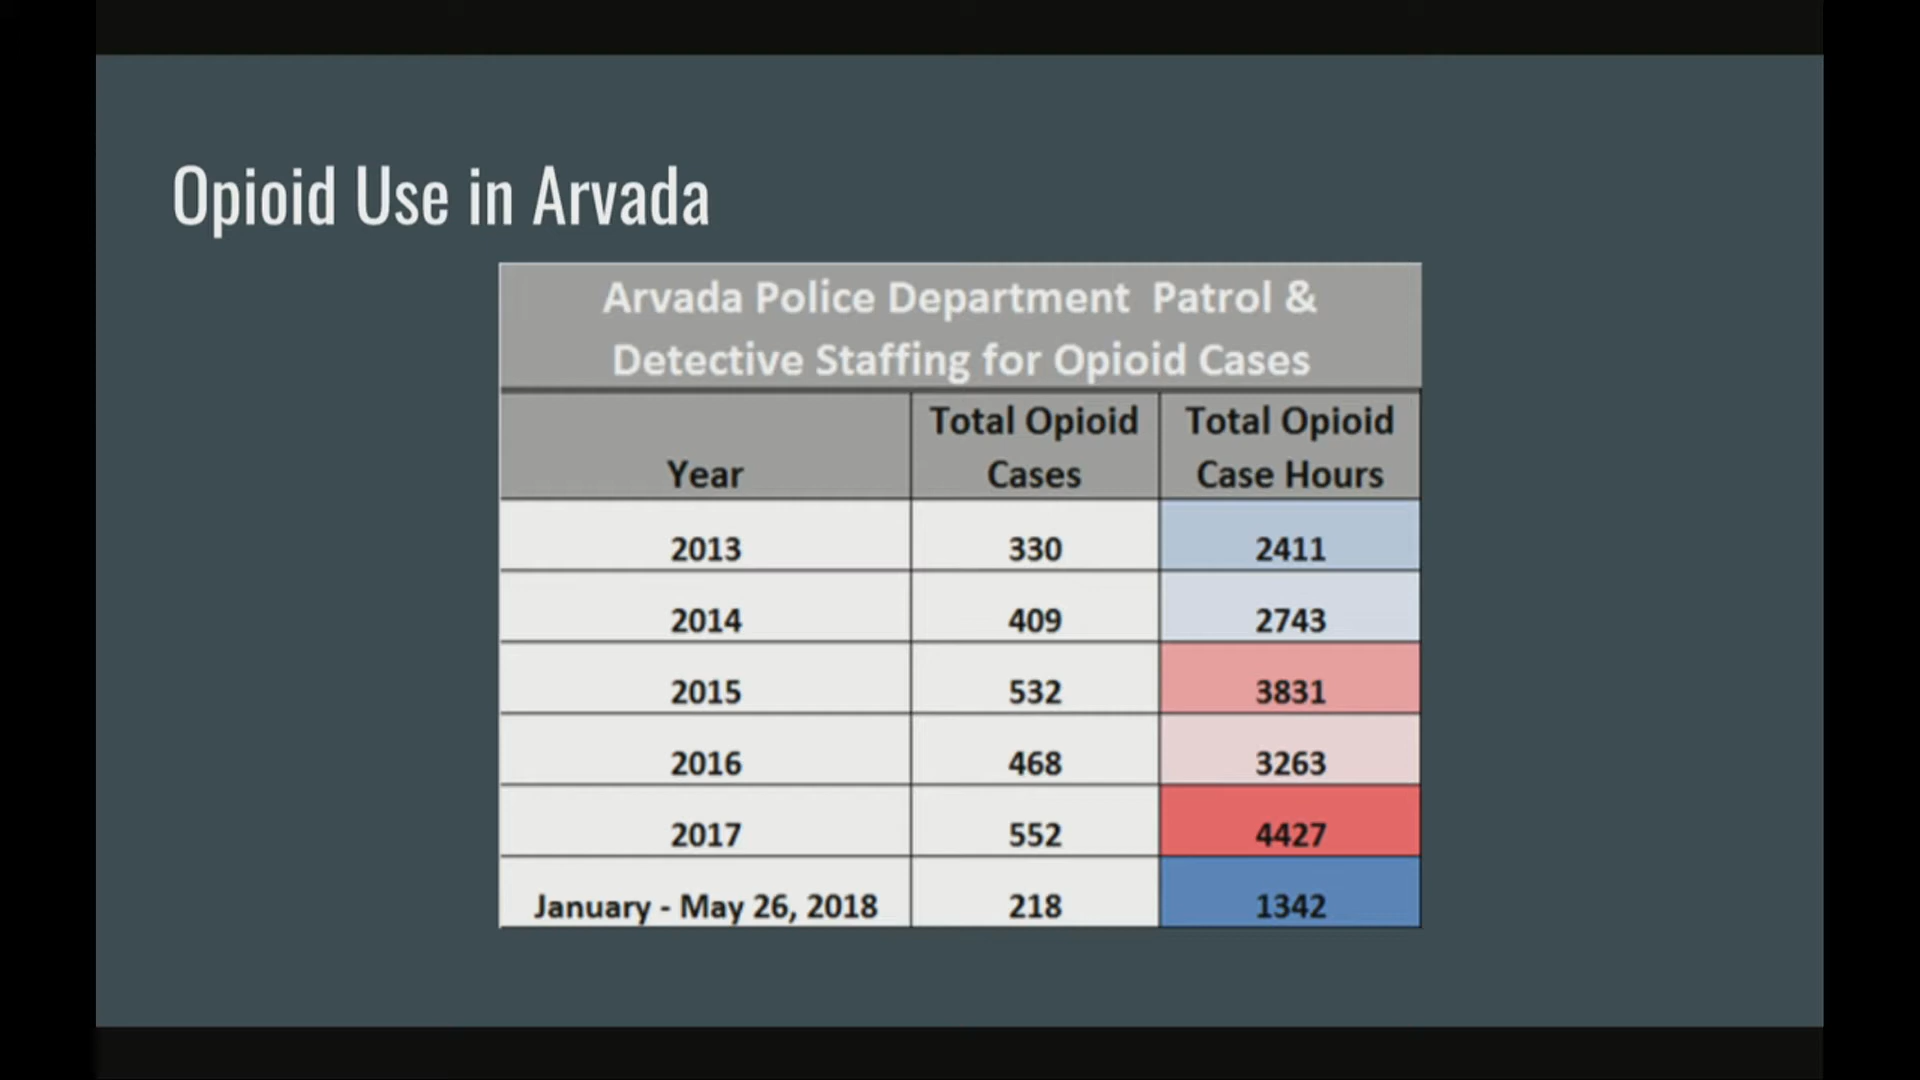 Opioid Use in Arvada
Arvada Police Department Patrol &
Detective Staffing for Opioid Cases
Year
Total Opioid
Cases
Total Opioid
Case Hours
2013 330 2411
2014 409 2743
2015 532 3831
2016 468 3263
2017 552 4427
January - May 26, 2018 218 1342